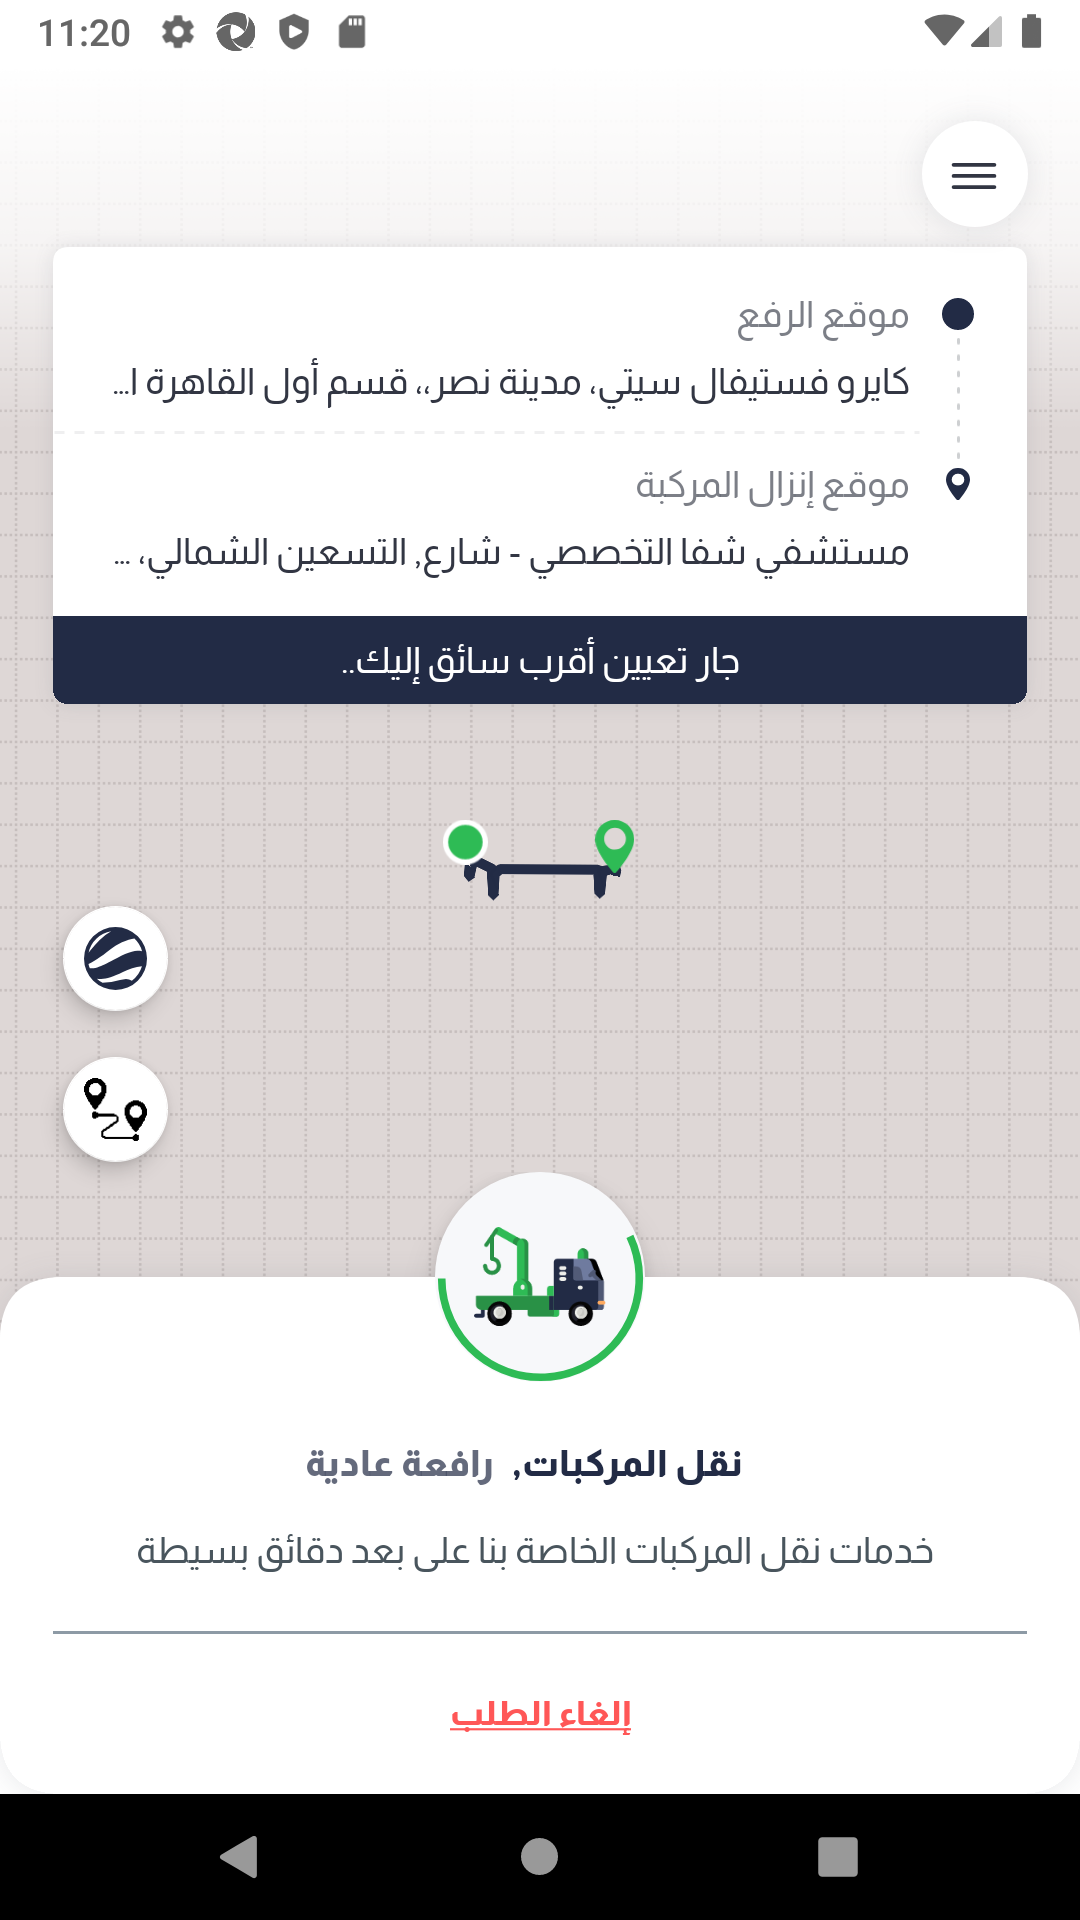 11:20
موقع الرفع
كايرو فستيفال سيتي، مدينة نصر،، قسم أول القاهرة ا...
موقع إنزال المركبة
مستشفي شفا التخصصي - شارع, التسعين الشمالي، ...
جار تعيين أقرب سائق إليك..
نقل المركبات, رافعة عادية
خدمات نقل المركبات الخاصة بنا على بعد دقائق بسيطة
إلغاء الطلب